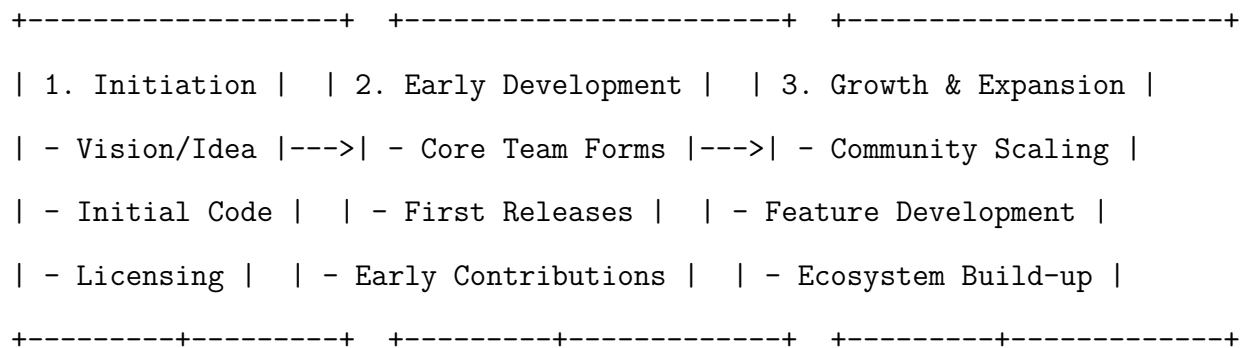 +-------------------+ +-----------------------+ +-----------------------+
| 1. Initiation | | 2. Early Development | | 3. Growth & Expansion |
| - Vision/Idea |--->| - Core Team Forms |--->| - Community Scaling |
| - Initial Code | | - First Releases | | - Feature Development |
| - Licensing | | - Early Contributions | | - Ecosystem Build-up |
+---------+---------+ +---------+-------------+ +---------+-------------+